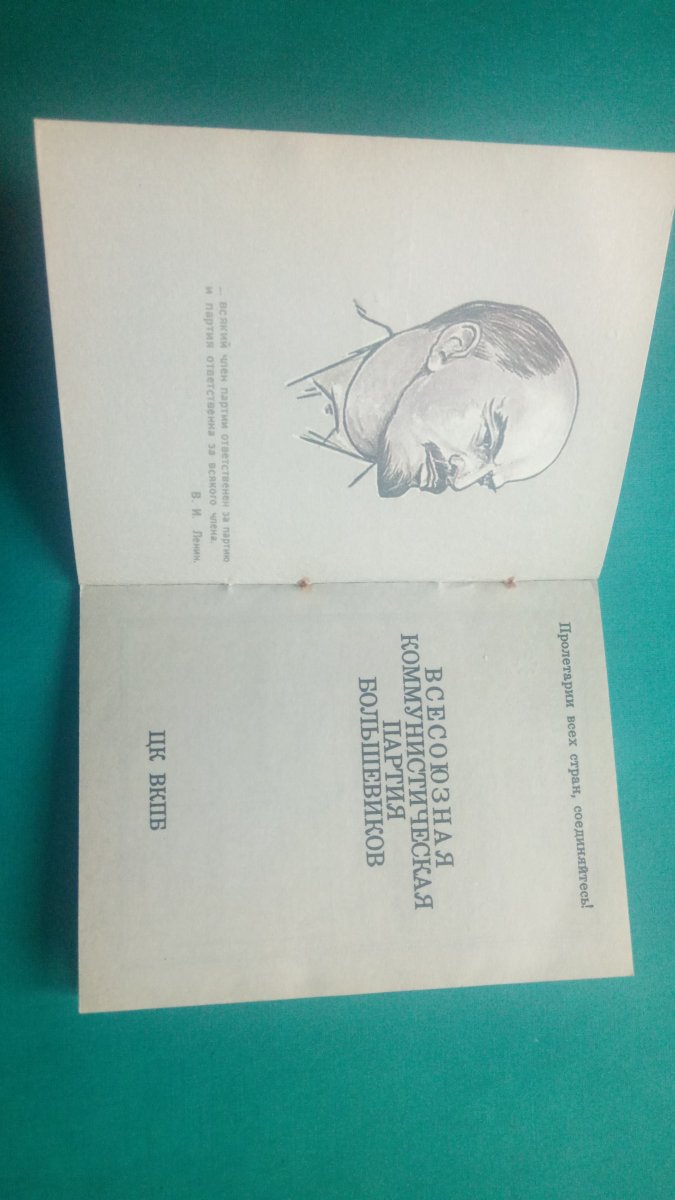 — всякий член партии ответственен за партию
и партия ответственна за всякого члена.
В. И. Ленин.
Пролетарии всех стран, соединяйтесь!
ВСЕСОЮЗНАЯ
КОММУНИСТИЧЕСКАЯ
ПАРТИЯ
БОЛЬШЕВИКОВ
ЦК ВКПБ